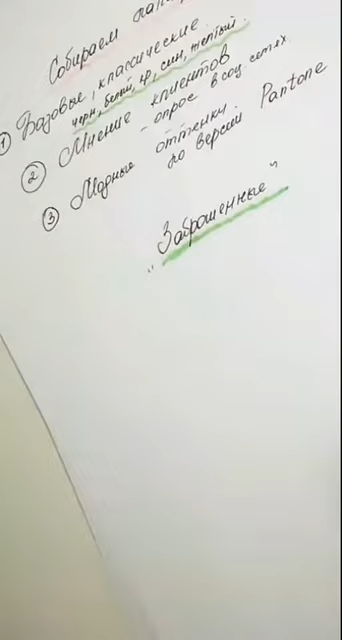 Собираем
① Базовые, классические
черн, белый, кр, син, желтый.
② Мнение клиентов
- опрос в соц сетях.
③ Модные оттенки
по версии Pantone
"Заброшенные"